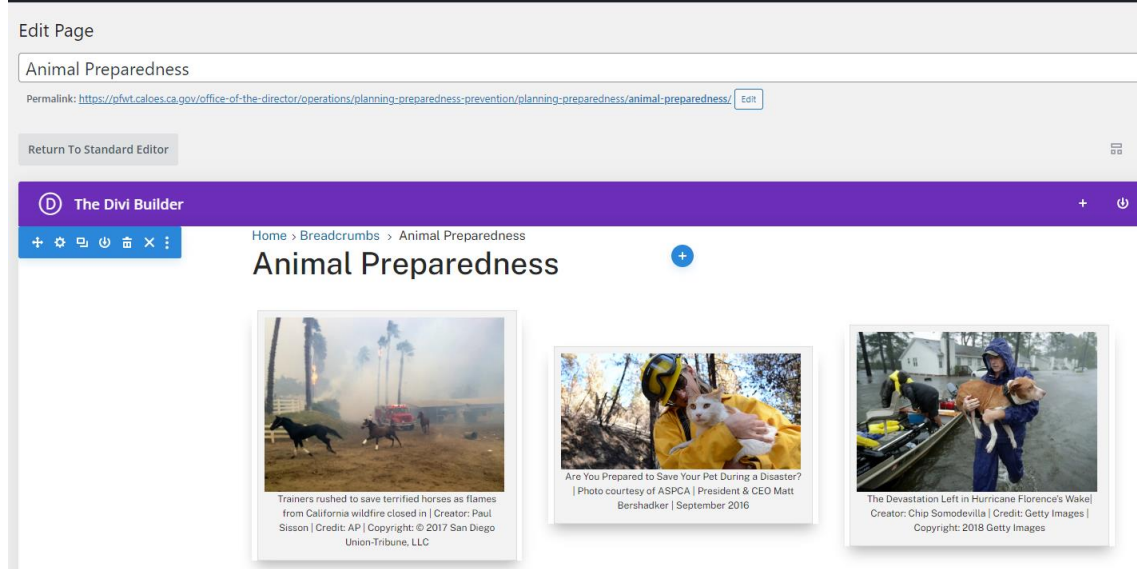 Edit Page
Animal Preparedness
Permalink: https://pfwt.caloes.ca.gov/office-of-the-director/operations/planning-preparedness-prevention/planning-preparedness/animal-preparedness/ Edit
Return To Standard Editor
The Divi Builder
Home › Breadcrumbs › Animal Preparedness
Animal Preparedness
Trainers rushed to save terrified horses as flames
from California wildfire closed in | Creator: Paul
Sisson | Credit: AP | Copyright: © 2017 San Diego
Union-Tribune, LLC
Are You Prepared to Save Your Pet During a Disaster?
| Photo courtesy of ASPCA | President & CEO Matt
Bershadker | September 2016
The Devastation Left in Hurricane Florence's Wake|
Creator: Chip Somodevilla | Credit: Getty Images |
Copyright: 2018 Getty Images